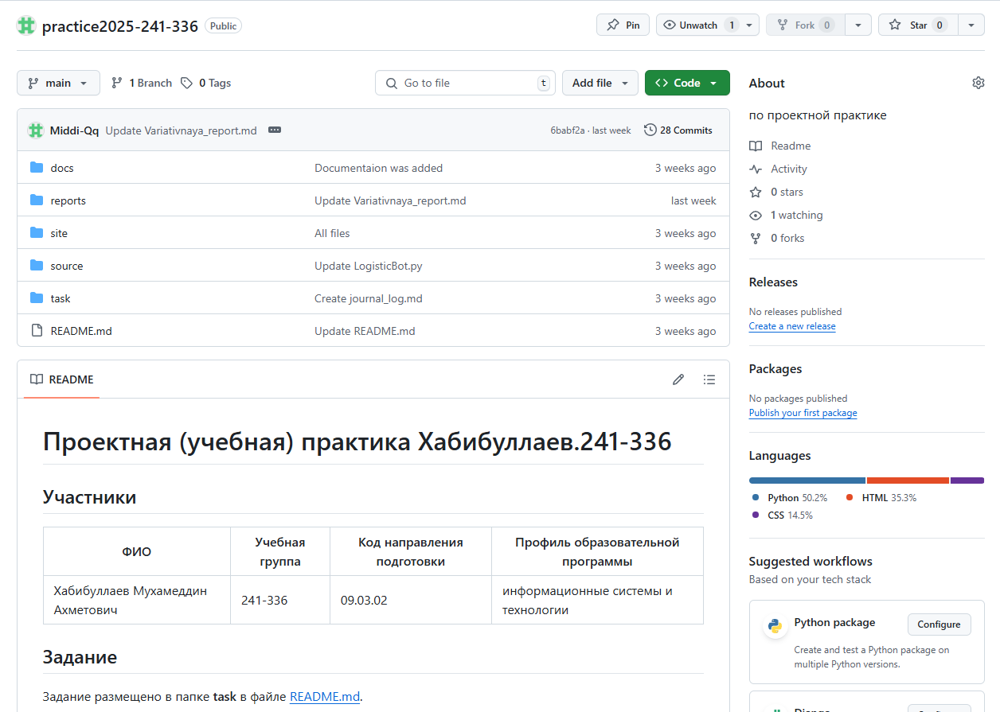 practice2025-241-336 Public Pin Unwatch 1 Fork 0 Star 0
main 1 Branch 0 Tags Go to file t Add file Code
Middi-Qq Update Variativnaya_report.md 6babf2a · last week 28 Commits
docs Documentaion was added 3 weeks ago
reports Update Variativnaya_report.md last week
site All files 3 weeks ago
source Update LogisticBot.py 3 weeks ago
task Create journal_log.md 3 weeks ago
README.md Update README.md 3 weeks ago
README
Проектная (учебная) практика Хабибуллаев.241-336
Участники
ФИО
Учебная
группа
Код направления
подготовки
Профиль образовательной
программы
Хабибуллаев Мухамеддин
Ахметович
241-336
09.03.02
информационные системы и
технологии
Задание
Задание размещено в папке task в файле README.md.
About
по проектной практике
Readme
Activity
0 stars
1 watching
0 forks
Releases
No releases published
Create a new release
Packages
No packages published
Publish your first package
Languages
Python 50.2% HTML 35.3%
CSS 14.5%
Suggested workflows
Based on your tech stack
Python package Configure
Create and test a Python package on
multiple Python versions.